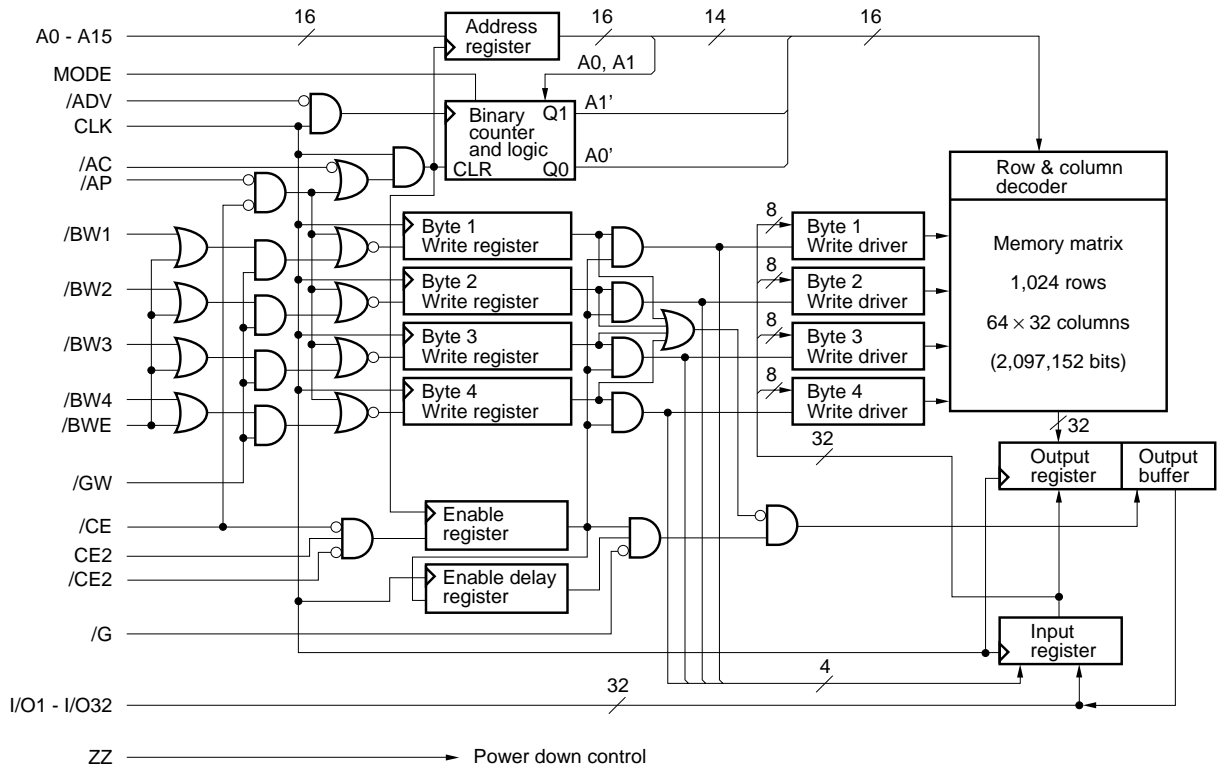 A0 - A15
16
Address
register
16
14
16
A0, A1
MODE
/ADV
CLK
Binary
counter
and logic
CLR
Q1
Q0
A1’
A0’
/AC
/AP
/BW1
/BW2
/BW3
/BW4
/BWE
/GW
/CE
CE2
/CE2
/G
I/O1 - I/O32
ZZ
Byte 1
Write register
Byte 2
Write register
Byte 3
Write register
Byte 4
Write register
8
Byte 1
Write driver
8
Byte 2
Write driver
8
Byte 3
Write driver
8
Byte 4
Write driver
Row & column
decoder
Memory matrix
1,024 rows
64 × 32 columns
(2,097,152 bits)
32
32
Output
register
Output
buffer
Enable
register
Enable delay
register
Input
register
4
32
Power down control